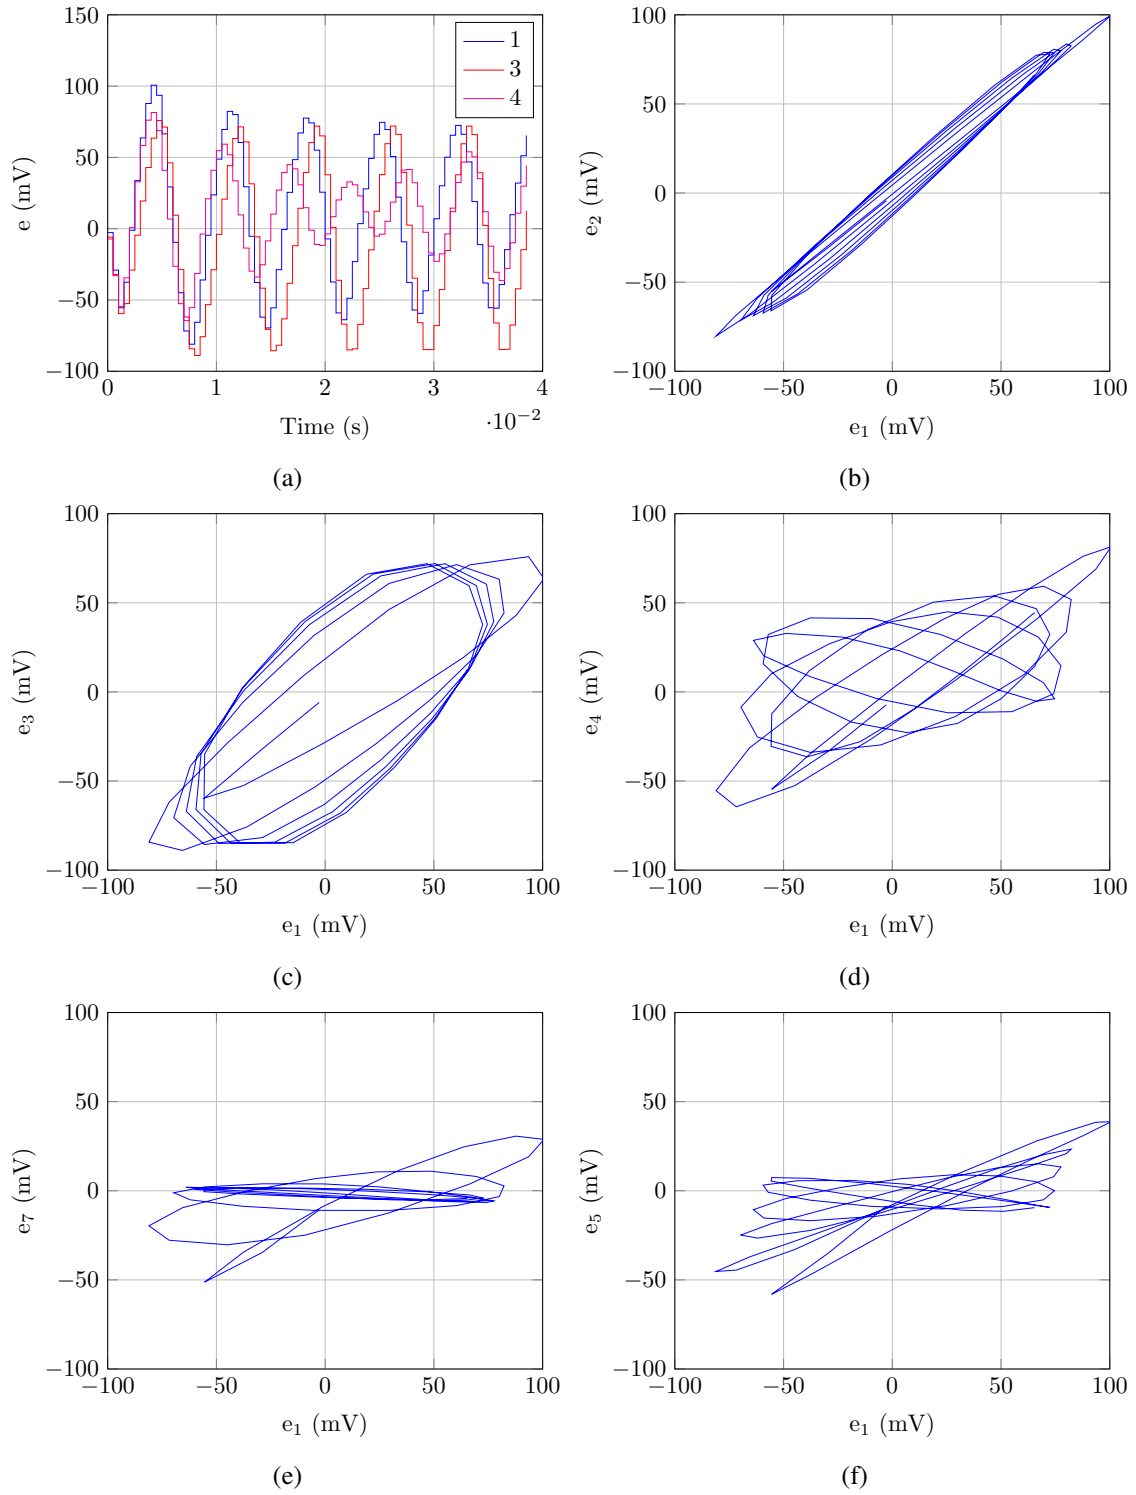 150
100
50
0
−50
−100
e (mV)
1
3
4
0 1 2 3 4
·10−2
Time (s)
(a)
100
50
0
−50
−100
e2 (mV)
−100 −50 0 50 100
e1 (mV)
(b)
100
50
0
−50
−100
e3 (mV)
−100 −50 0 50 100
e1 (mV)
(c)
100
50
0
−50
−100
e4 (mV)
−100 −50 0 50 100
e1 (mV)
(d)
100
50
0
−50
−100
e7 (mV)
−100 −50 0 50 100
e1 (mV)
(e)
100
50
0
−50
−100
e5 (mV)
−100 −50 0 50 100
e1 (mV)
(f)